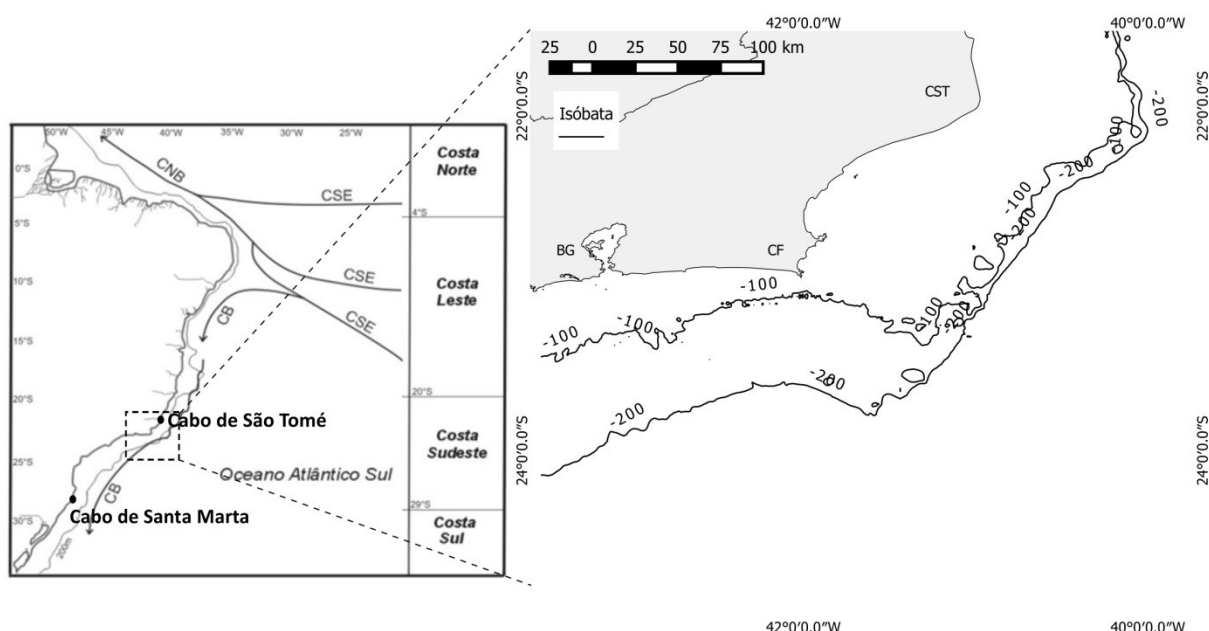 50°W 45°W 40°W 35°W 25°W
0°S
5°S
10°S
15°S
20°S
25°S
30°S
CNB
CSE
CSE
CSE
CB
Cabo de São Tomé
Oceano Atlântico Sul
CB
Cabo de Santa Marta
200m
Costa
Norte
4°S
Costa
Leste
20°S
Costa
Sudeste
29°S
Costa
Sul
42°0'0.0"W 40°0'0.0"W
25 0 25 50 75 100 km
Isóbata
22°0'0.0"S
22°0'0.0"S
CST
BG
CF
-200
-100
-200
-100
-200
-100
-100
-200
-100
-100
-200
-200
24°0'0.0"S
24°0'0.0"S
42°0'0.0"W 40°0'0.0"W